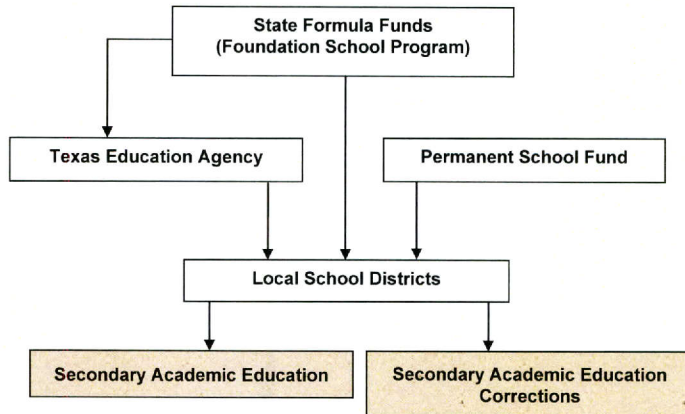 State Formula Funds
(Foundation School Program)
Texas Education Agency
Permanent School Fund
Local School Districts
Secondary Academic Education
Secondary Academic Education
Corrections